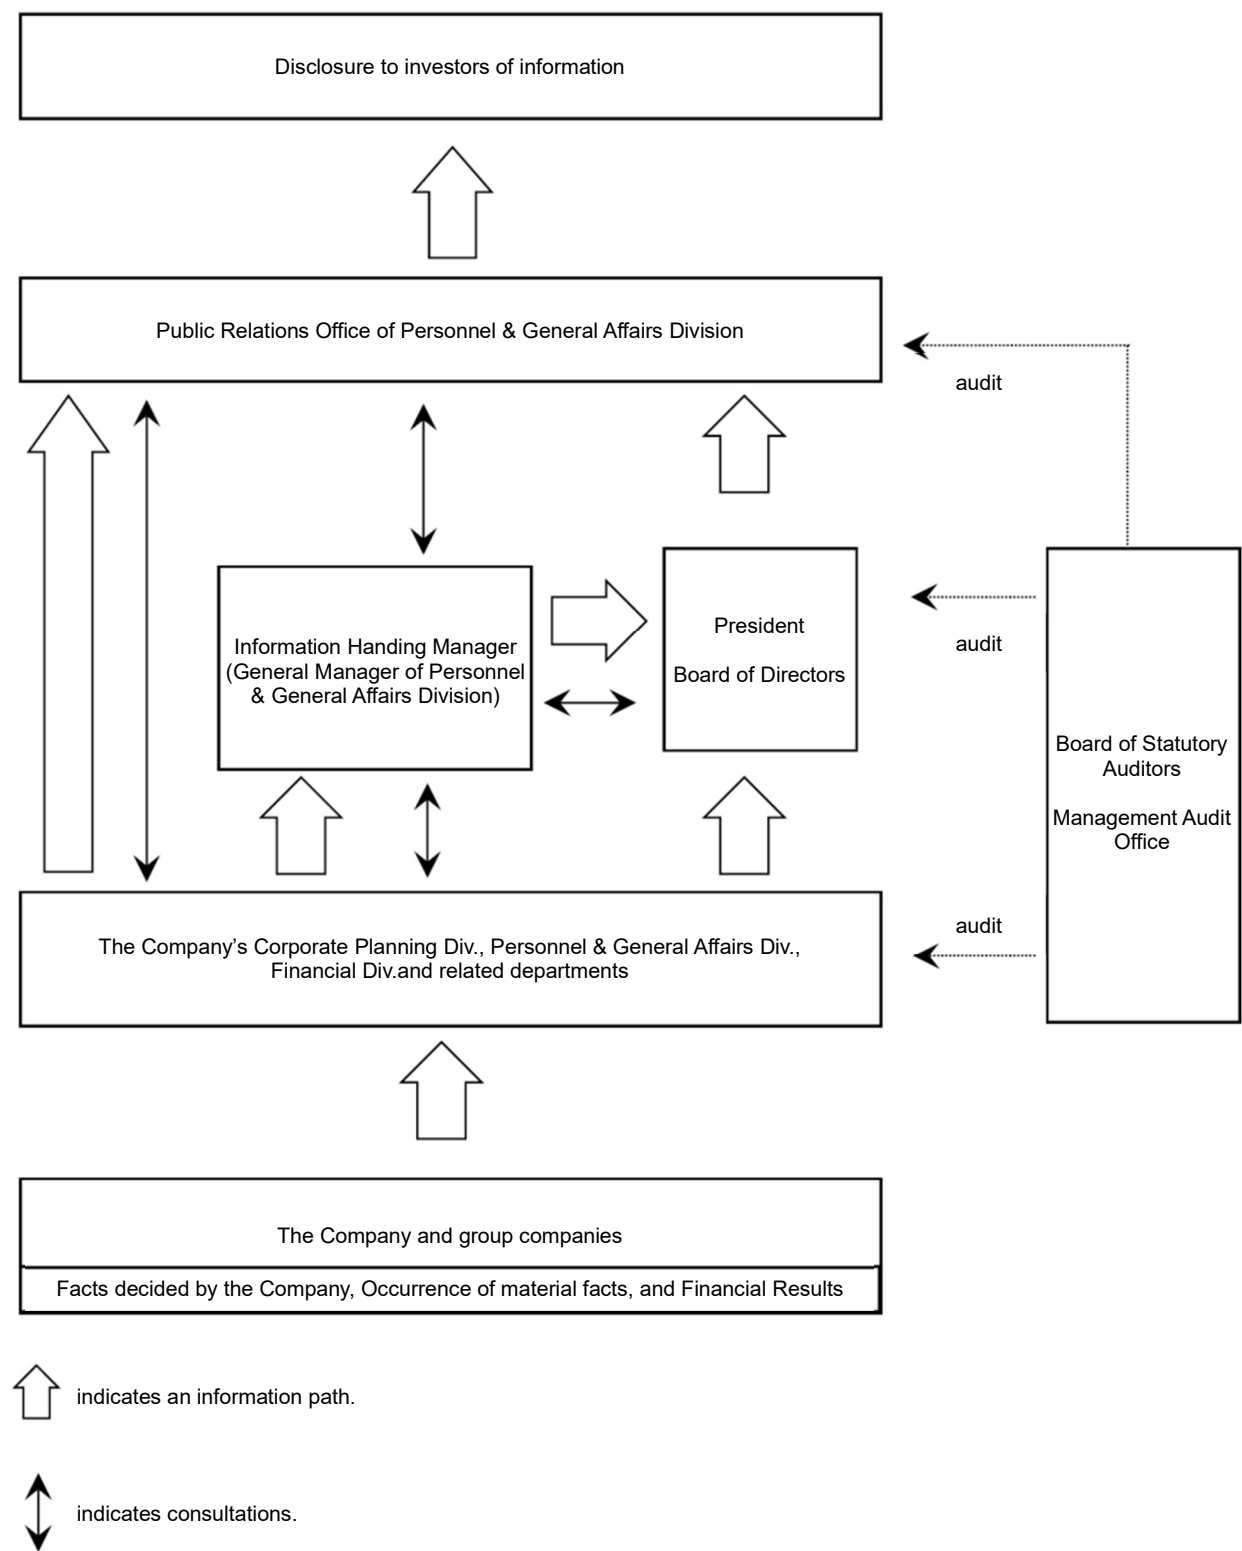 Disclosure to investors of information
Public Relations Office of Personnel & General Affairs Division
audit
Information Handing Manager
(General Manager of Personnel
& General Affairs Division)
President
Board of Directors
audit
Board of Statutory
Auditors
Management Audit
Office
audit
The Company’s Corporate Planning Div., Personnel & General Affairs Div.,
Financial Div.and related departments
The Company and group companies
Facts decided by the Company, Occurrence of material facts, and Financial Results
indicates an information path.
indicates consultations.